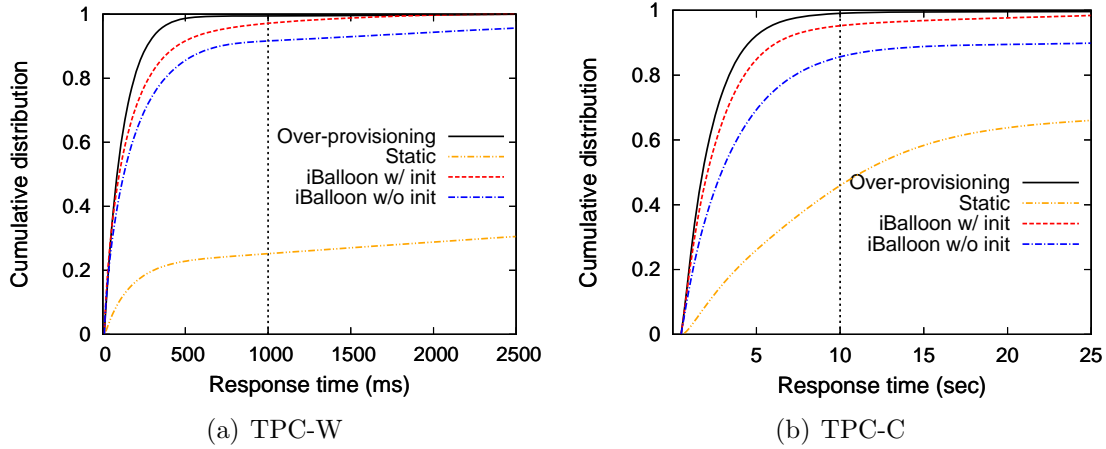 Cumulative distribution
1
0.8
0.6
0.4
0.2
0
Over-provisioning
Static
iBalloon w/ init
iBalloon w/o init
0 500 1000 1500 2000 2500
Response time (ms)
(a) TPC-W
Cumulative distribution
1
0.8
0.6
0.4
0.2
0
Over-provisioning
Static
iBalloon w/ init
iBalloon w/o init
5 10 15 20 25
Response time (sec)
(b) TPC-C